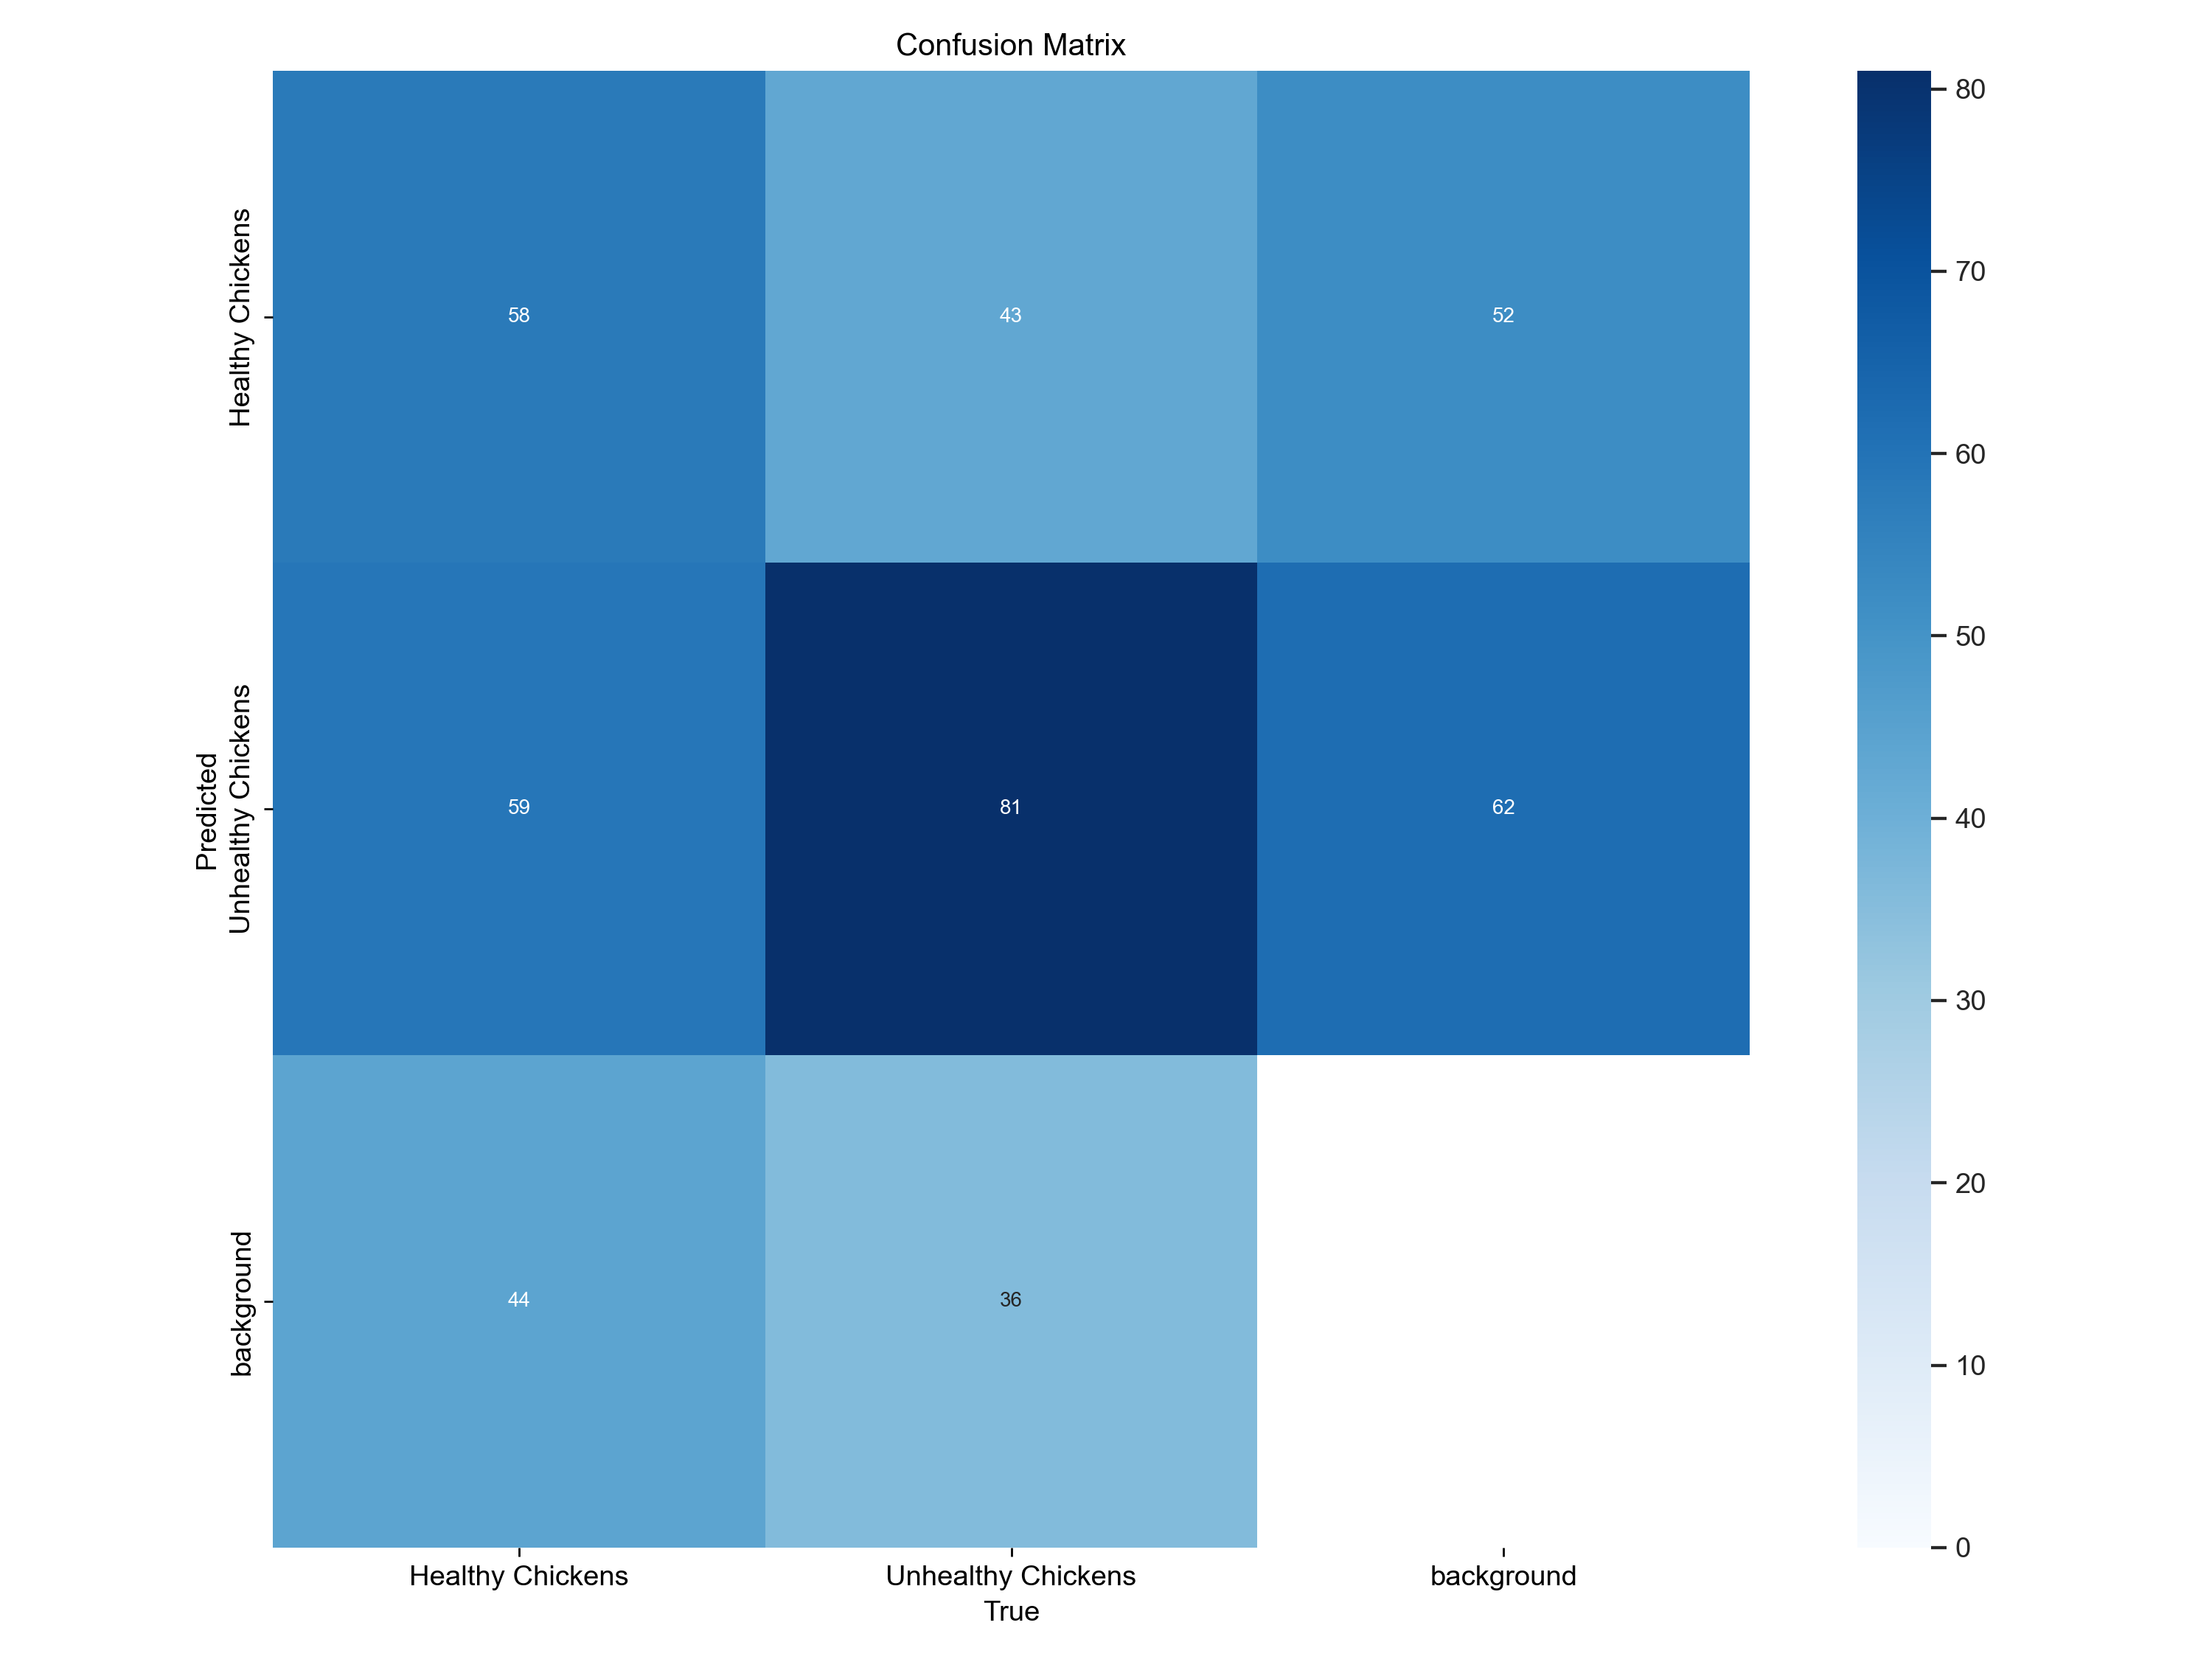 Confusion Matrix
Healthy Chickens
58
43
52
Predicted
Unhealthy Chickens
59
81
62
background
44
36
Healthy Chickens
Unhealthy Chickens
background
True
80
70
60
50
40
30
20
10
0